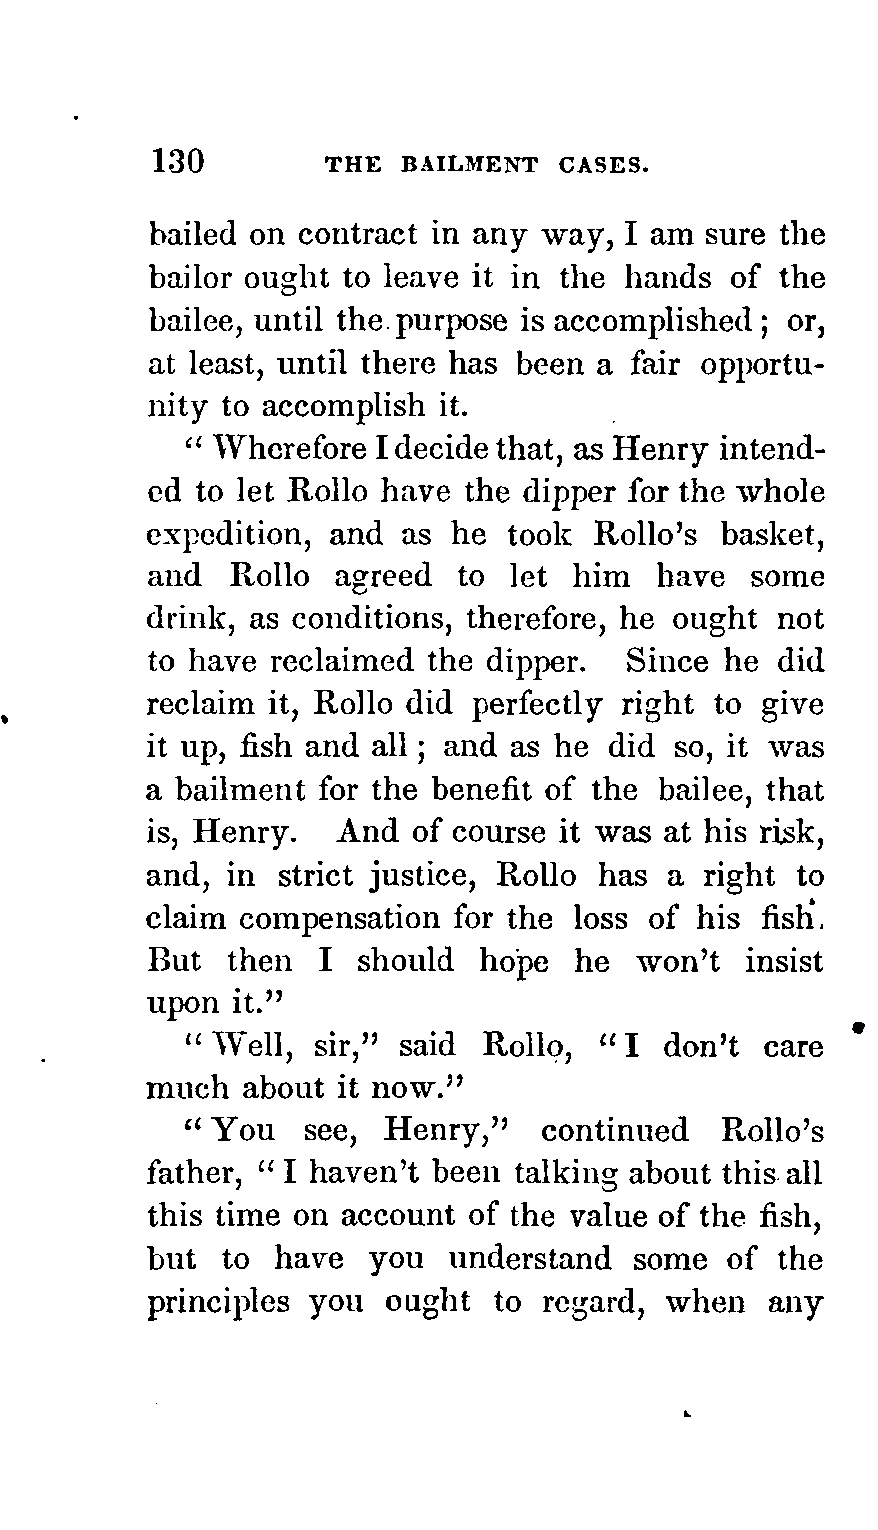 130 THE BAILMENT CASES.
bailed on contract in any way, I am sure the
bailor ought to leave it in the hands of the
bailee, until the purpose is accomplished; or,
at least, until there has been a fair opportu-
nity to accomplish it.
“Wherefore I decide that, as Henry intend-
ed to let Rollo have the dipper for the whole
expedition, and as he took Rollo’s basket,
and Rollo agreed to let him have some
drink, as conditions, therefore, he ought not
to have reclaimed the dipper. Since he did
reclaim it, Rollo did perfectly right to give
it up, fish and all; and as he did so, it was
a bailment for the benefit of the bailee, that
is, Henry. And of course it was at his risk,
and, in strict justice, Rollo has a right to
claim compensation for the loss of his fish.
But then I should hope he won’t insist
upon it.”
“Well, sir,” said Rollo, “I don’t care
much about it now.”
“You see, Henry,” continued Rollo’s
father, “I haven’t been talking about this all
this time on account of the value of the fish,
but to have you understand some of the
principles you ought to regard, when any